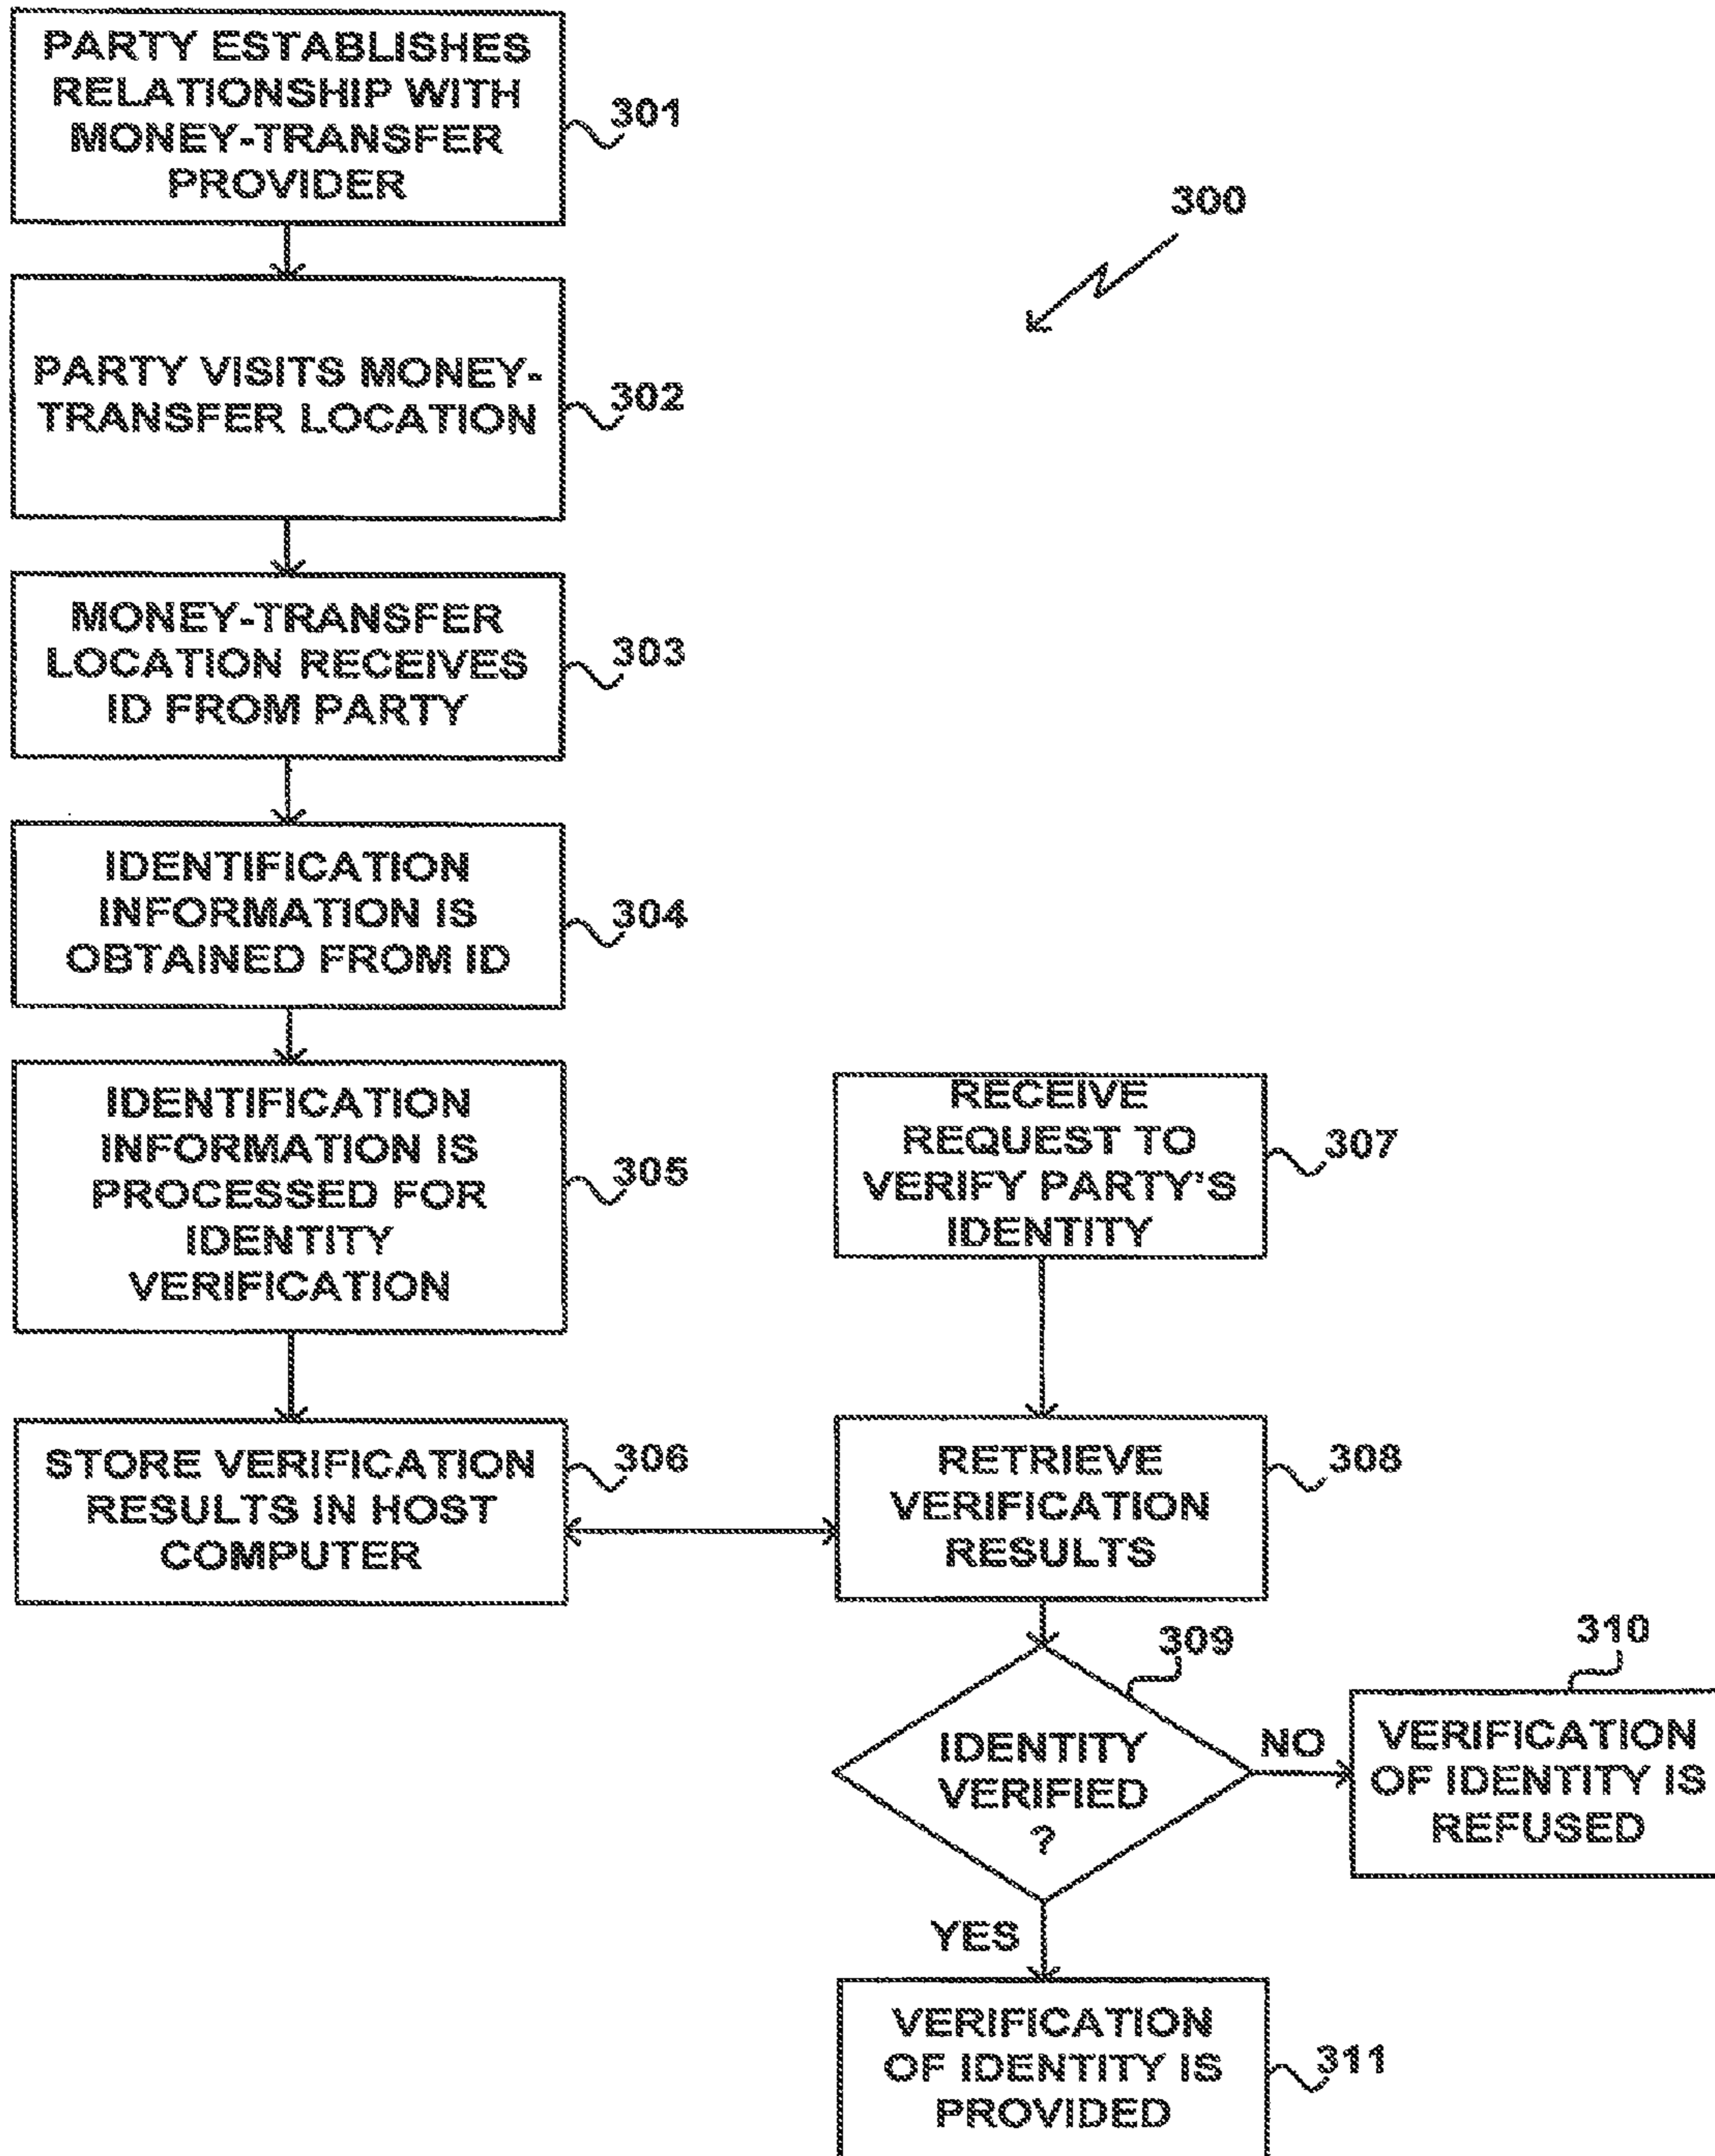 PARTY ESTABLISHES
RELATIONSHIP WITH
MONEY-TRANSFER
PROVIDER
301
300
PARTY VISITS MONEY-
TRANSFER LOCATION
302
MONEY-TRANSFER
LOCATION RECEIVES
ID FROM PARTY
303
IDENTIFICATION
INFORMATION IS
OBTAINED FROM ID
304
IDENTIFICATION
INFORMATION IS
PROCESSED FOR
IDENTITY
VERIFICATION
305
STORE VERIFICATION
RESULTS IN HOST
COMPUTER
306
RECEIVE
REQUEST TO
VERIFY PARTY'S
IDENTITY
307
RETRIEVE
VERIFICATION
RESULTS
308
IDENTITY
VERIFIED
?
309
NO
310
VERIFICATION
OF IDENTITY IS
REFUSED
YES
VERIFICATION
OF IDENTITY IS
PROVIDED
311